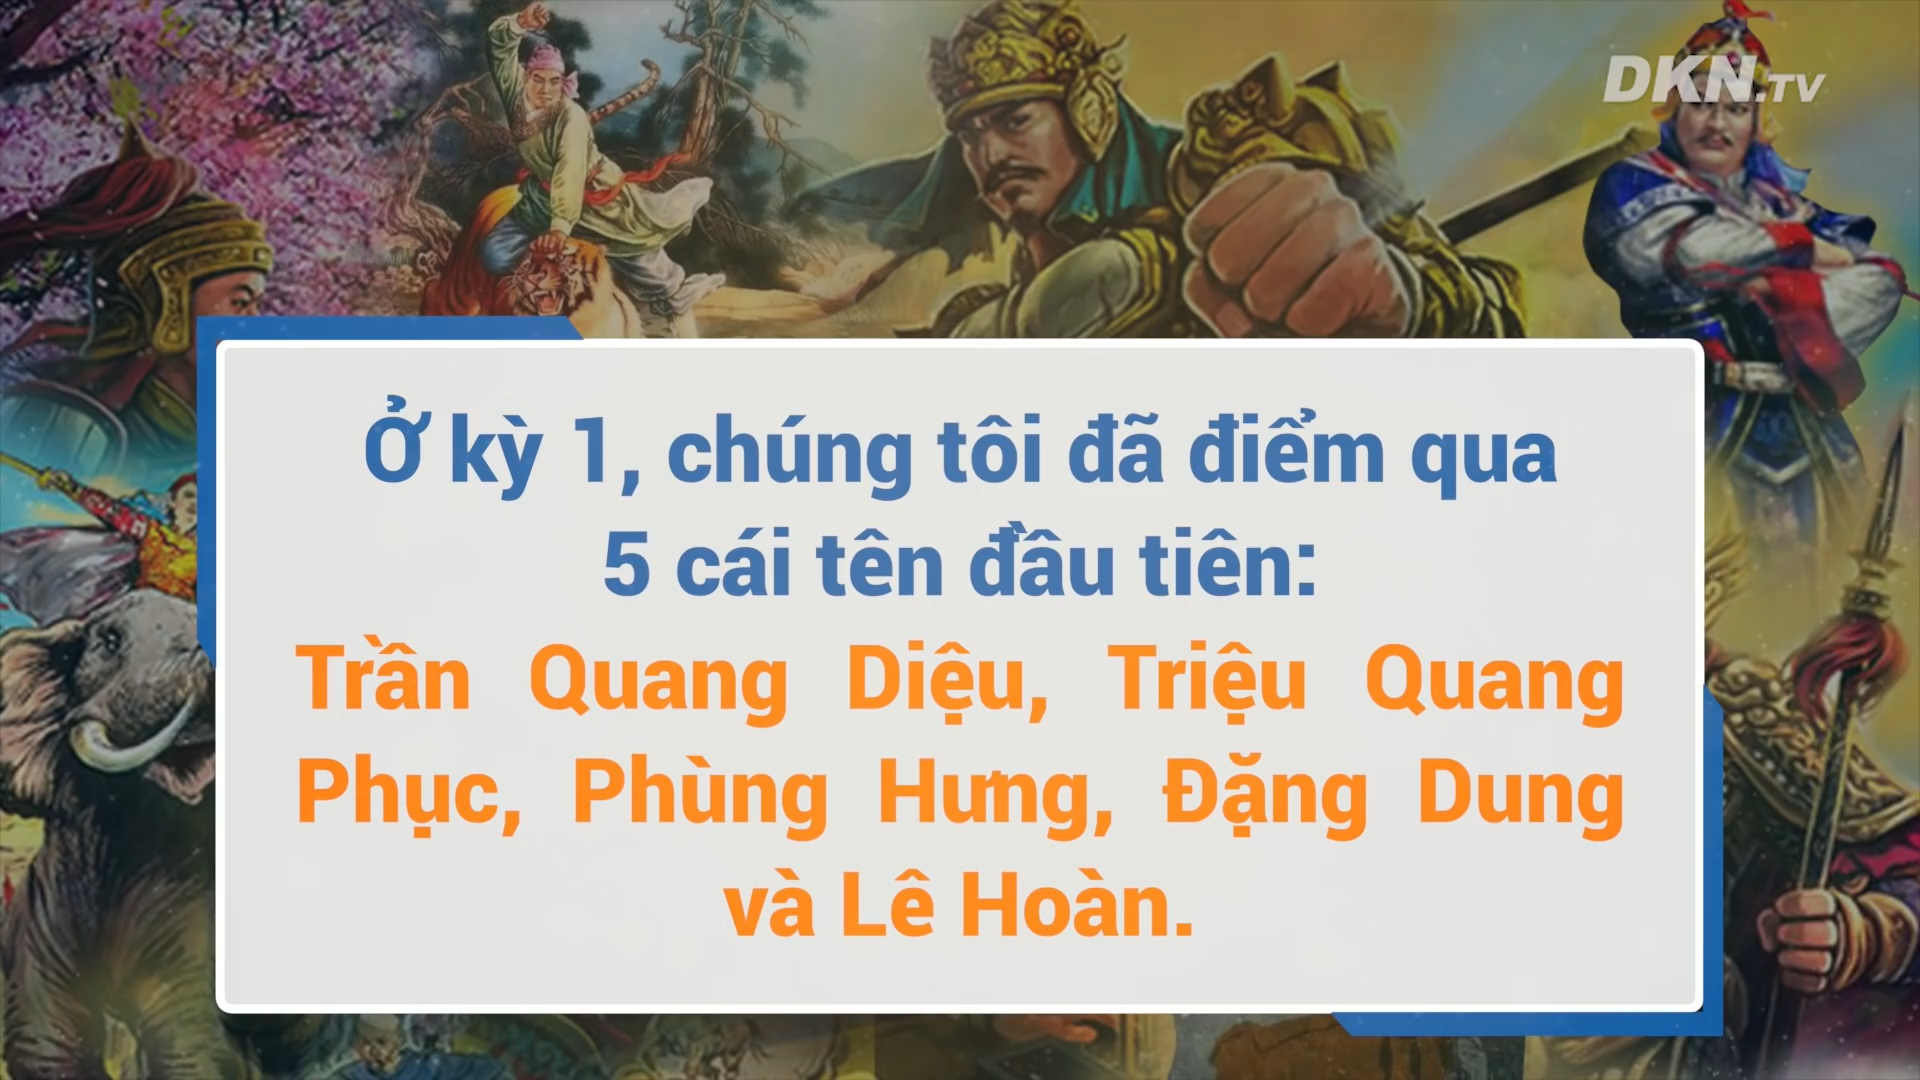 DKN.TV
Ở kỳ 1, chúng tôi đã điểm qua
5 cái tên đầu tiên:
Trần Quang Diệu, Triệu Quang
Phục, Phùng Hưng, Đặng Dung
và Lê Hoàn.